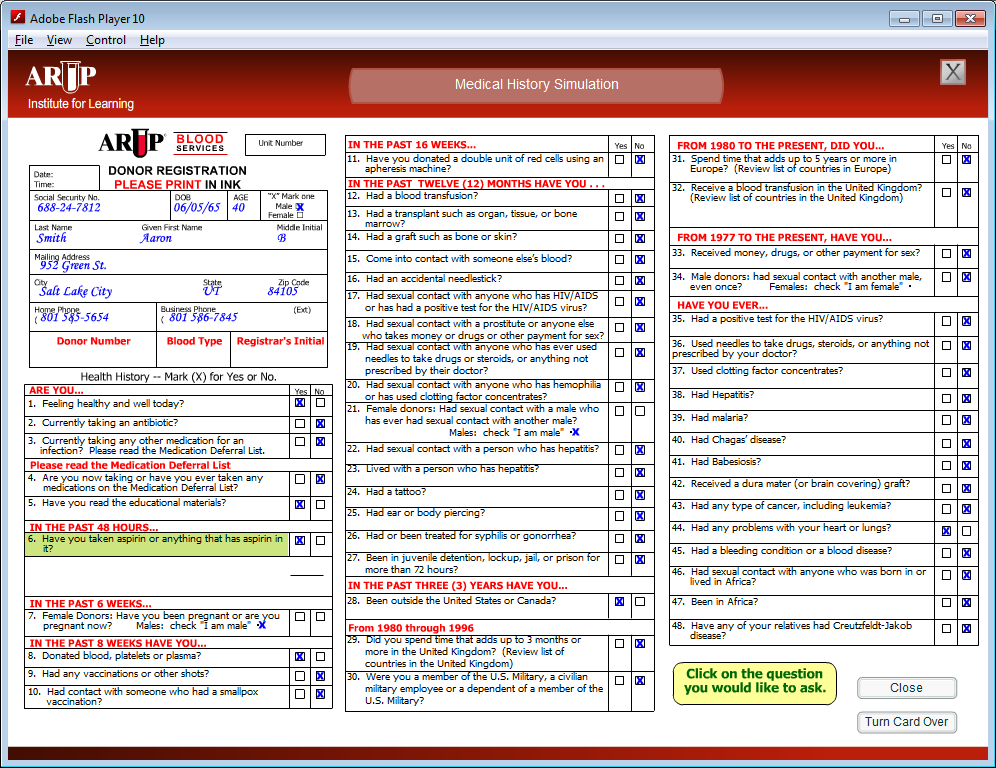 Adobe Flash Player 10
File View Control Help
ARUP
Institute for Learning
Medical History Simulation
X
ARUP BLOOD SERVICES
Unit Number
Date:
Time:
DONOR REGISTRATION
PLEASE PRINT IN INK
Social Security No.
688-24-7812
DOB
06/05/65
AGE
40
"X" Mark one
Male X
Female
Last Name
Given First Name
Middle Initial
Smith
Aaron
B
Mailing Address
952 Green St.
City
State
Zip Code
Salt Lake City
UT
84105
Home Phone
Business Phone
(Ext)
( 801 585-5654
( 801 586-7845
Donor Number
Blood Type
Registrar's Initial
Health History -- Mark (X) for Yes or No.
ARE YOU... Yes No
1. Feeling healthy and well today? X
2. Currently taking an antibiotic? X
3. Currently taking any other medication for an
infection? Please read the Medication Deferral List. X
Please read the Medication Deferral List
4. Are you now taking or have you ever taken any
medications on the Medication Deferral List? X
5. Have you read the educational materials? X
IN THE PAST 48 HOURS...
6. Have you taken aspirin or anything that has aspirin in
it? X
IN THE PAST 6 WEEKS...
7. Female Donors: Have you been pregnant or are you
pregnant now? Males: check "I am male" X
IN THE PAST 8 WEEKS HAVE YOU...
8. Donated blood, platelets or plasma? X
9. Had any vaccinations or other shots? X
10. Had contact with someone who had a smallpox
vaccination? X
IN THE PAST 16 WEEKS... Yes No
11. Have you donated a double unit of red cells using an
apheresis machine? X
IN THE PAST TWELVE (12) MONTHS HAVE YOU . . .
12. Had a blood transfusion? X
13. Had a transplant such as organ, tissue, or bone
marrow? X
14. Had a graft such as bone or skin? X
15. Come into contact with someone else's blood? X
16. Had an accidental needlestick? X
17. Had sexual contact with anyone who has HIV/AIDS
or has had a positive test for the HIV/AIDS virus? X
18. Had sexual contact with a prostitute or anyone else
who takes money or drugs or other payment for sex? X
19. Had sexual contact with anyone who has ever used
needles to take drugs or steroids, or anything not
prescribed by their doctor? X
20. Had sexual contact with anyone who has hemophilia
or has used clotting factor concentrates? X
21. Female donors: Had sexual contact with a male who
has ever had sexual contact with another male?
Males: check "I am male" X
22. Had sexual contact with a person who has hepatitis? X
23. Lived with a person who has hepatitis? X
24. Had a tattoo? X
25. Had ear or body piercing? X
26. Had or been treated for syphilis or gonorrhea? X
27. Been in juvenile detention, lockup, jail, or prison for
more than 72 hours? X
IN THE PAST THREE (3) YEARS HAVE YOU...
28. Been outside the United States or Canada? X
From 1980 through 1996
29. Did you spend time that adds up to 3 months or
more in the United Kingdom? (Review list of
countries in the United Kingdom) X
30. Were you a member of the U.S. Military, a civilian
military employee or a dependent of a member of the
U.S. Military? X
FROM 1980 TO THE PRESENT, DID YOU... Yes No
31. Spend time that adds up to 5 years or more in
Europe? (Review list of countries in Europe) X
32. Receive a blood transfusion in the United Kingdom?
(Review list of countries in the United Kingdom) X
FROM 1977 TO THE PRESENT, HAVE YOU...
33. Received money, drugs, or other payment for sex? X
34. Male donors: had sexual contact with another male,
even once? Females: check "I am female" X
HAVE YOU EVER...
35. Had a positive test for the HIV/AIDS virus? X
36. Used needles to take drugs, steroids, or anything not
prescribed by your doctor? X
37. Used clotting factor concentrates? X
38. Had Hepatitis? X
39. Had malaria? X
40. Had Chagas' disease? X
41. Had Babesiosis? X
42. Received a dura mater (or brain covering) graft? X
43. Had any type of cancer, including leukemia? X
44. Had any problems with your heart or lungs? X
45. Had a bleeding condition or a blood disease? X
46. Had sexual contact with anyone who was born in or
lived in Africa? X
47. Been in Africa? X
48. Have any of your relatives had Creutzfeldt-Jakob
disease? X
Click on the question
you would like to ask.
Close
Turn Card Over